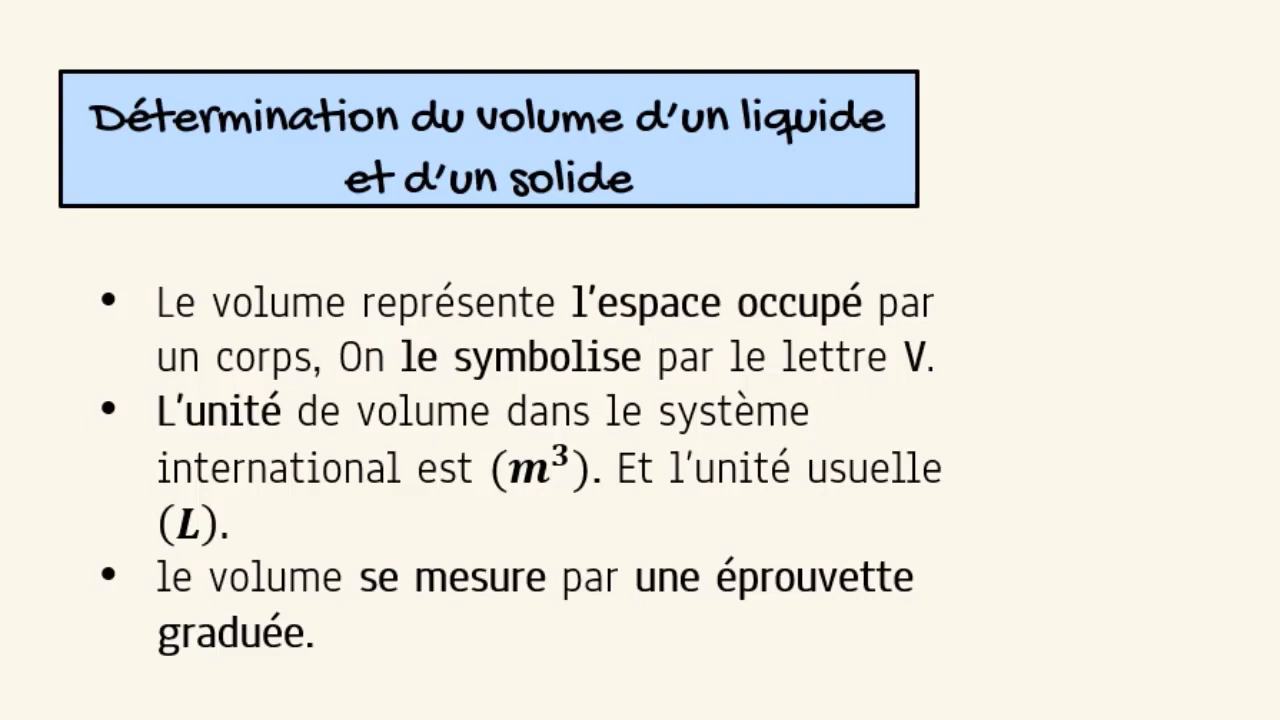 Détermination du volume d'un liquide
et d'un solide
• Le volume représente l'espace occupé par
un corps, On le symbolise par le lettre V.
• L'unité de volume dans le système
international est (m³). Et l'unité usuelle
(L).
• le volume se mesure par une éprouvette
graduée.